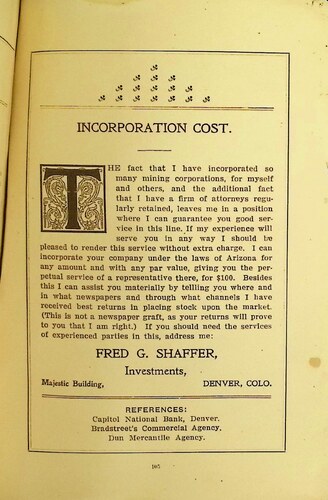 INCORPORATION COST.
THE fact that I have incorporated so
many mining corporations, for myself
and others, and the additional fact
that I have a firm of attorneys regu-
larly retained, leaves me in a position
where I can guarantee you good ser-
vice in this line. If my experience will
serve you in any way I should be
pleased to render this service without extra charge. I can
incorporate your company under the laws of Arizona for
any amount and with any par value, giving you the per-
petual service of a representative there, for $100. Besides
this I can assist you materially by telling you where and
in what newspapers and through what channels I have
received best returns in placing stock upon the market.
(This is not a newspaper graft, as your returns will prove
to you that I am right.) If you should need the services
of experienced parties in this, address me:
FRED G. SHAFFER,
Investments,
Majestic Building, DENVER, COLO.
REFERENCES:
Capitol National Bank, Denver.
Bradstreet's Commercial Agency.
Dun Mercantile Agency.